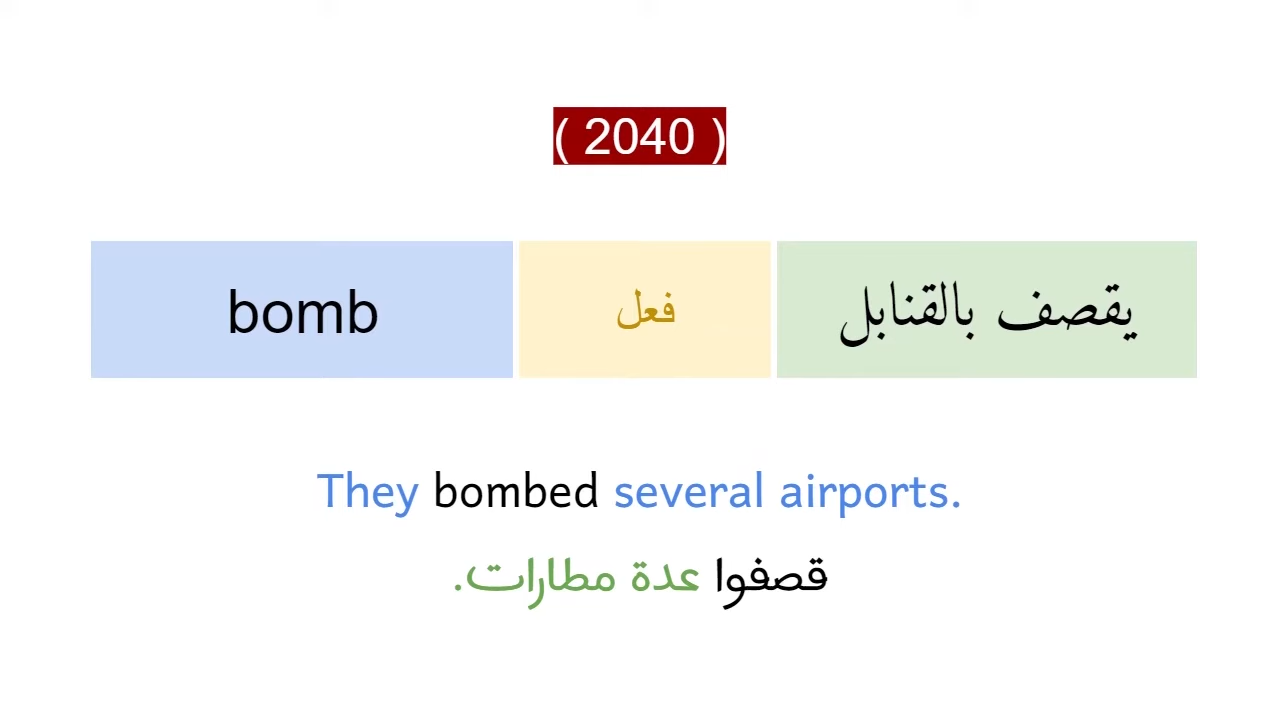 ( 2040 )
bomb فعل يقصف بالقنابل
They bombed several airports.
قصفوا عدة مطارات.